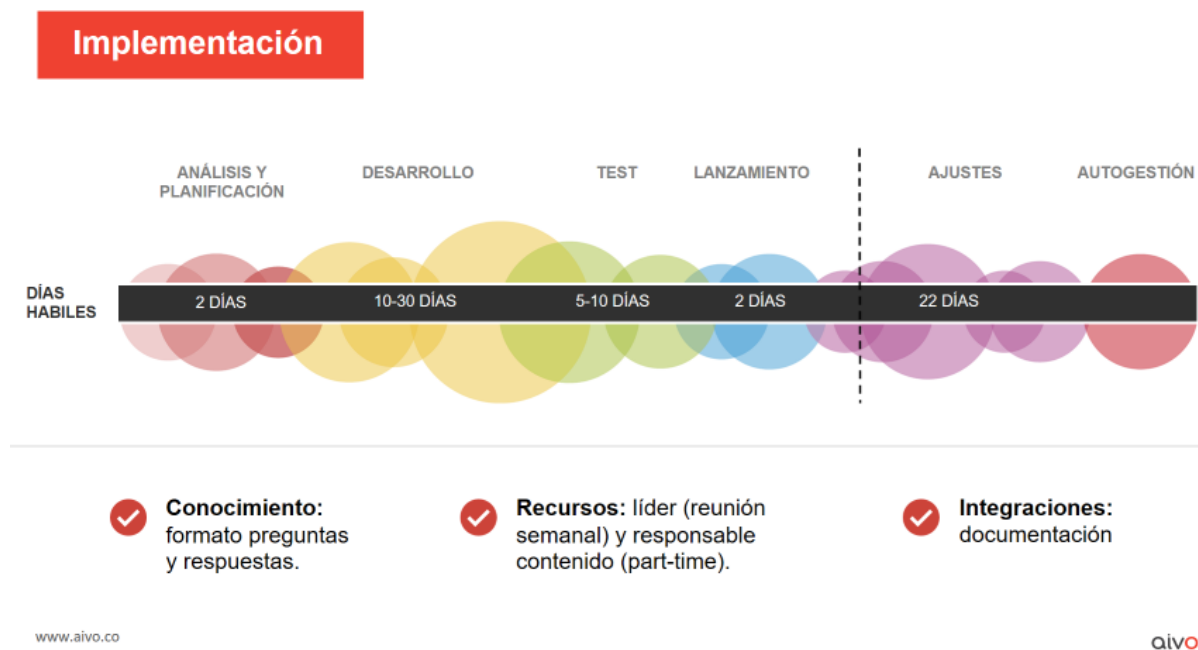 Implementación
ANÁLISIS Y
PLANIFICACIÓN
DESARROLLO
TEST
LANZAMIENTO
AJUSTES
AUTOGESTIÓN
DÍAS
HABILES
2 DÍAS
10-30 DÍAS
5-10 DÍAS
2 DÍAS
22 DÍAS
Conocimiento:
formato preguntas
y respuestas.
Recursos: líder (reunión
semanal) y responsable
contenido (part-time).
Integraciones:
documentación
www.aivo.co
aivo